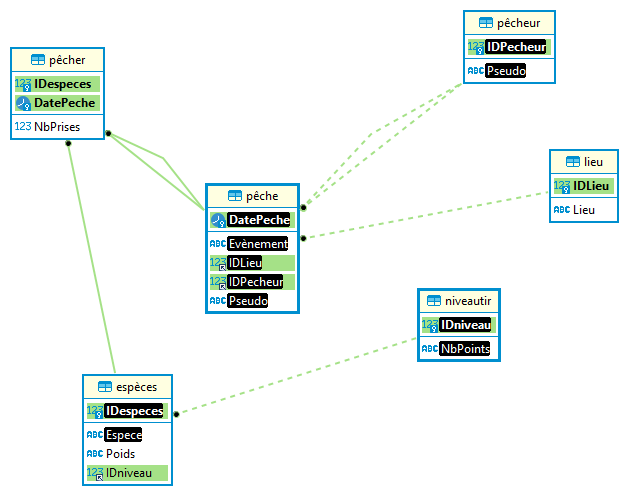 pêcher
123 IDespeces
DatePeche
123 NbPrises
pêcheur
123 IDPecheur
ABC Pseudo
lieu
123 IDLieu
ABC Lieu
pêche
DatePeche
ABC Evènement
123 IDLieu
123 IDPecheur
ABC Pseudo
niveautir
123 IDniveau
ABC NbPoints
espèces
123 IDespeces
ABC Espece
ABC Poids
123 IDniveau